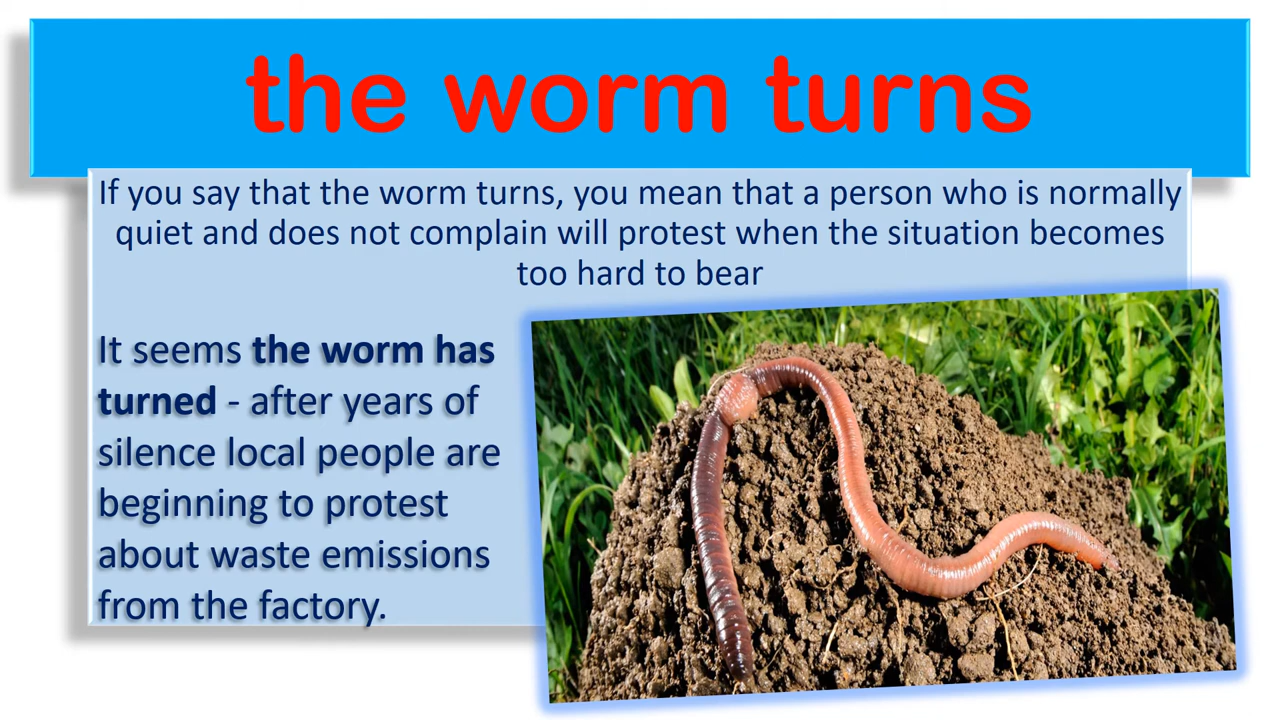 the worm turns
If you say that the worm turns, you mean that a person who is normally
quiet and does not complain will protest when the situation becomes
too hard to bear
It seems the worm has
turned - after years of
silence local people are
beginning to protest
about waste emissions
from the factory.